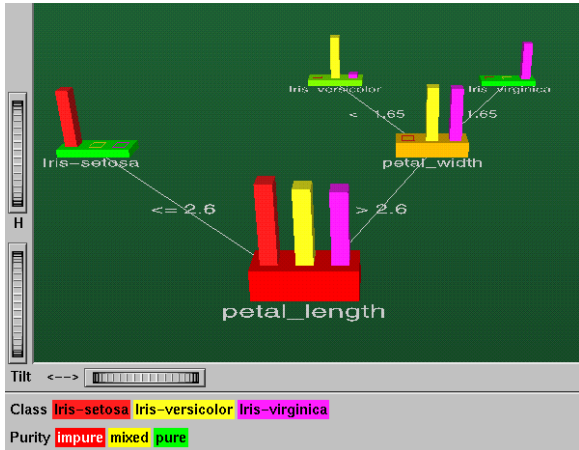 Iris-versicolor
Iris-virginica
<= 1.65
1.65
Iris-setosa
petal_width
<= 2.6
> 2.6
petal_length
H
Tilt <-->
Class Iris-setosa Iris-versicolor Iris-virginica
Purity impure mixed pure